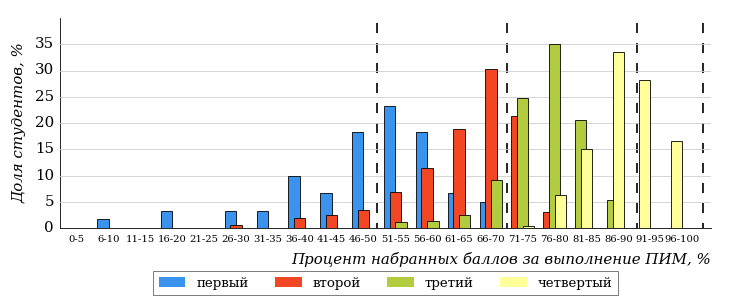 Доля студентов, %
35
30
25
20
15
10
5
0
0-5 6-10 11-15 16-20 21-25 26-30 31-35 36-40 41-45 46-50 51-55 56-60 61-65 66-70 71-75 76-80 81-85 86-90 91-95 96-100
Процент набранных баллов за выполнение ПИМ, %
первый второй третий четвертый